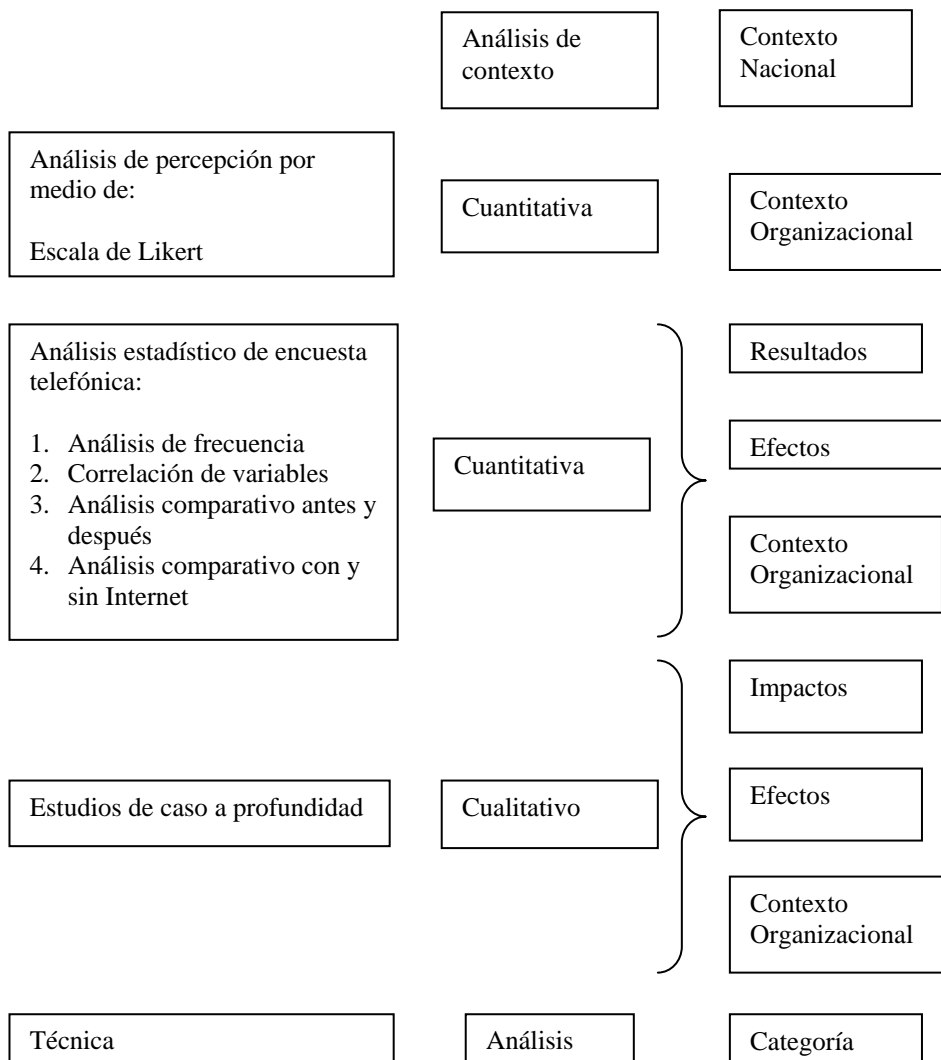 Análisis de
contexto
Contexto
Nacional
Análisis de percepción por
medio de:
Escala de Likert
Cuantitativa
Contexto
Organizacional
Análisis estadístico de encuesta
telefónica:
1. Análisis de frecuencia
2. Correlación de variables
3. Análisis comparativo antes y
después
4. Análisis comparativo con y
sin Internet
Cuantitativa
Resultados
Efectos
Contexto
Organizacional
Estudios de caso a profundidad
Cualitativo
Impactos
Efectos
Contexto
Organizacional
Técnica
Análisis
Categoría